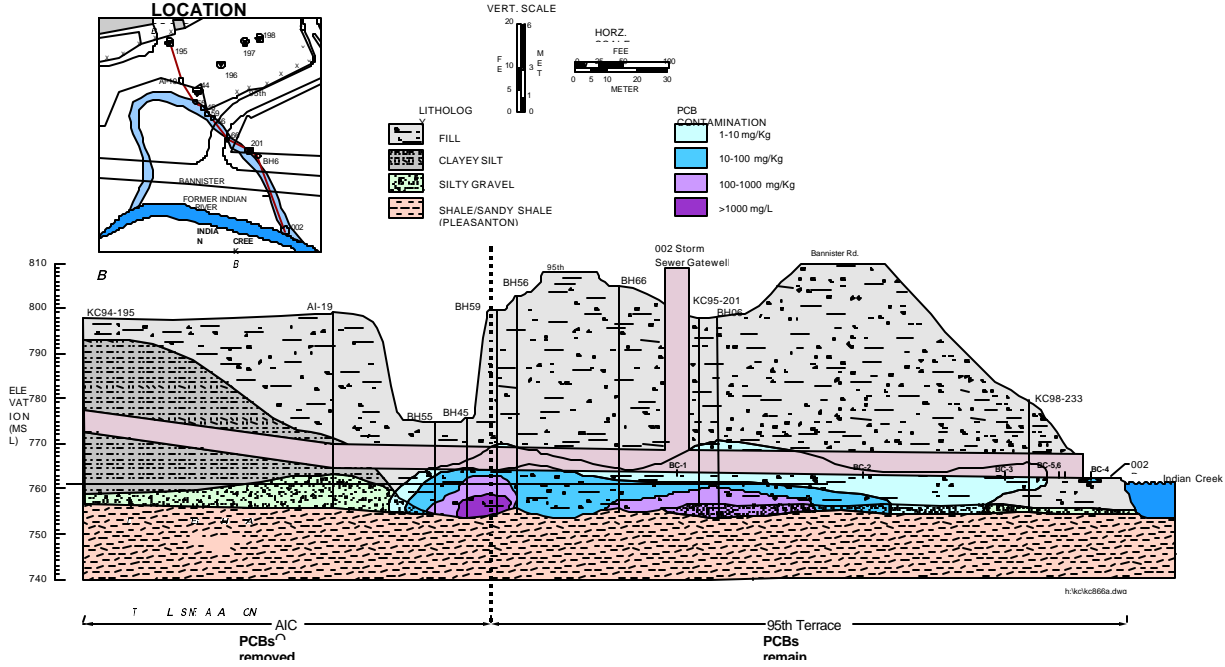 LOCATION
198
195
197
196
AI-19
44
95th
59
56
66
201
BH6
BANNISTER
FORMER INDIAN
RIVER
INDIA
N
CREE
K
002
B
VERT. SCALE
20
6
F
E
M
E
T
10
3
1
0
0
HORZ.
FEE
0
25
50
100
0
5
10
20
30
METER
LITHOLOG
Y
FILL
CLAYEY SILT
SILTY GRAVEL
SHALE/SANDY SHALE
(PLEASANTON)
PCB
CONTAMINATION
1-10 mg/Kg
10-100 mg/Kg
100-1000 mg/Kg
>1000 mg/L
B
ELE
VAT
ION
(MS
L)
810
800
790
780
770
760
750
740
KC94-195
AI-19
BH55
BH45
BH59
BH56
95th
BH66
002 Storm
Sewer Gatewell
KC95-201
BH06
Bannister Rd.
KC98-233
BC-1
BC-2
BC-3
BC-5,6
BC-4
002
Indian Creek
h:\kc\kc866a.dwg
AIC
PCBs
removed
95th Terrace
PCBs
remain